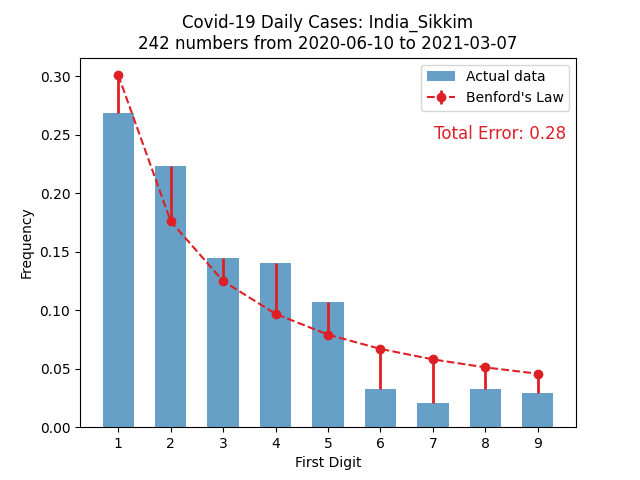 Covid-19 Daily Cases: India_Sikkim
242 numbers from 2020-06-10 to 2021-03-07
Actual data
Benford's Law
Total Error: 0.28
Frequency
0.30
0.25
0.20
0.15
0.10
0.05
0.00
1 2 3 4 5 6 7 8 9
First Digit